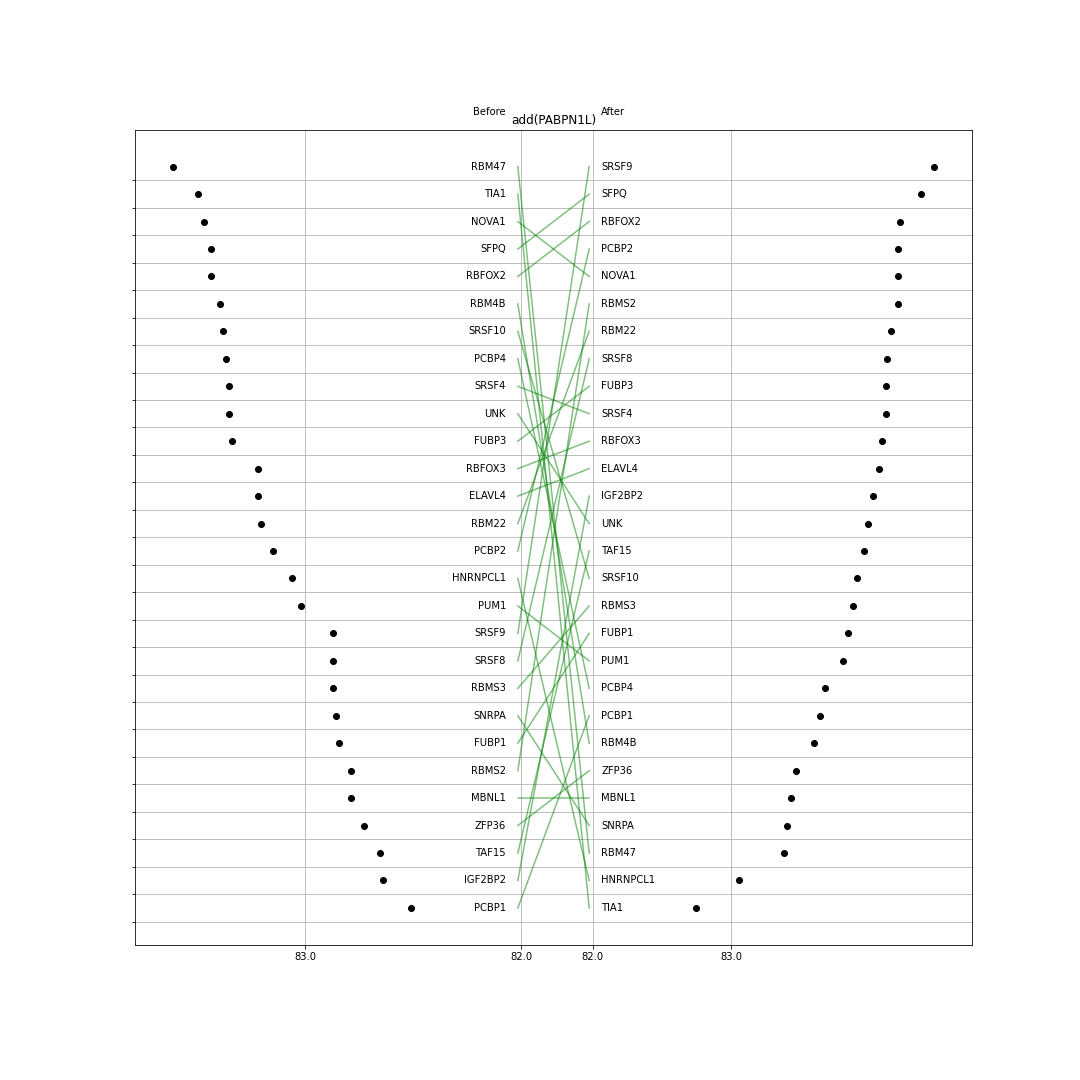 Before After
add(PABPN1L)
RBM47 SRSF9
TIA1 SFPQ
NOVA1 RBFOX2
SFPQ PCBP2
RBFOX2 NOVA1
RBM4B RBMS2
SRSF10 RBM22
PCBP4 SRSF8
SRSF4 FUBP3
UNK SRSF4
FUBP3 RBFOX3
RBFOX3 ELAVL4
ELAVL4 IGF2BP2
RBM22 UNK
PCBP2 TAF15
HNRNPCL1 SRSF10
PUM1 RBMS3
SRSF9 FUBP1
SRSF8 PUM1
RBMS3 PCBP4
SNRPA PCBP1
FUBP1 RBM4B
RBMS2 ZFP36
MBNL1 MBNL1
ZFP36 SNRPA
TAF15 RBM47
IGF2BP2 HNRNPCL1
PCBP1 TIA1
83.0 82.0 82.0 83.0